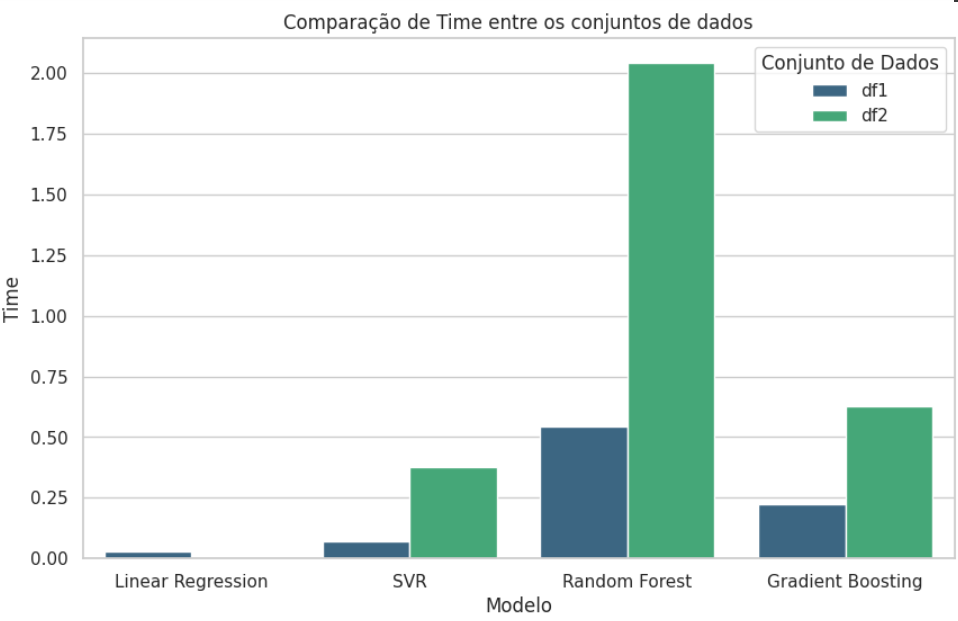 Comparação de Time entre os conjuntos de dados
Conjunto de Dados
df1
df2
Time
2.00
1.75
1.50
1.25
1.00
0.75
0.50
0.25
0.00
Linear Regression
SVR
Random Forest
Gradient Boosting
Modelo